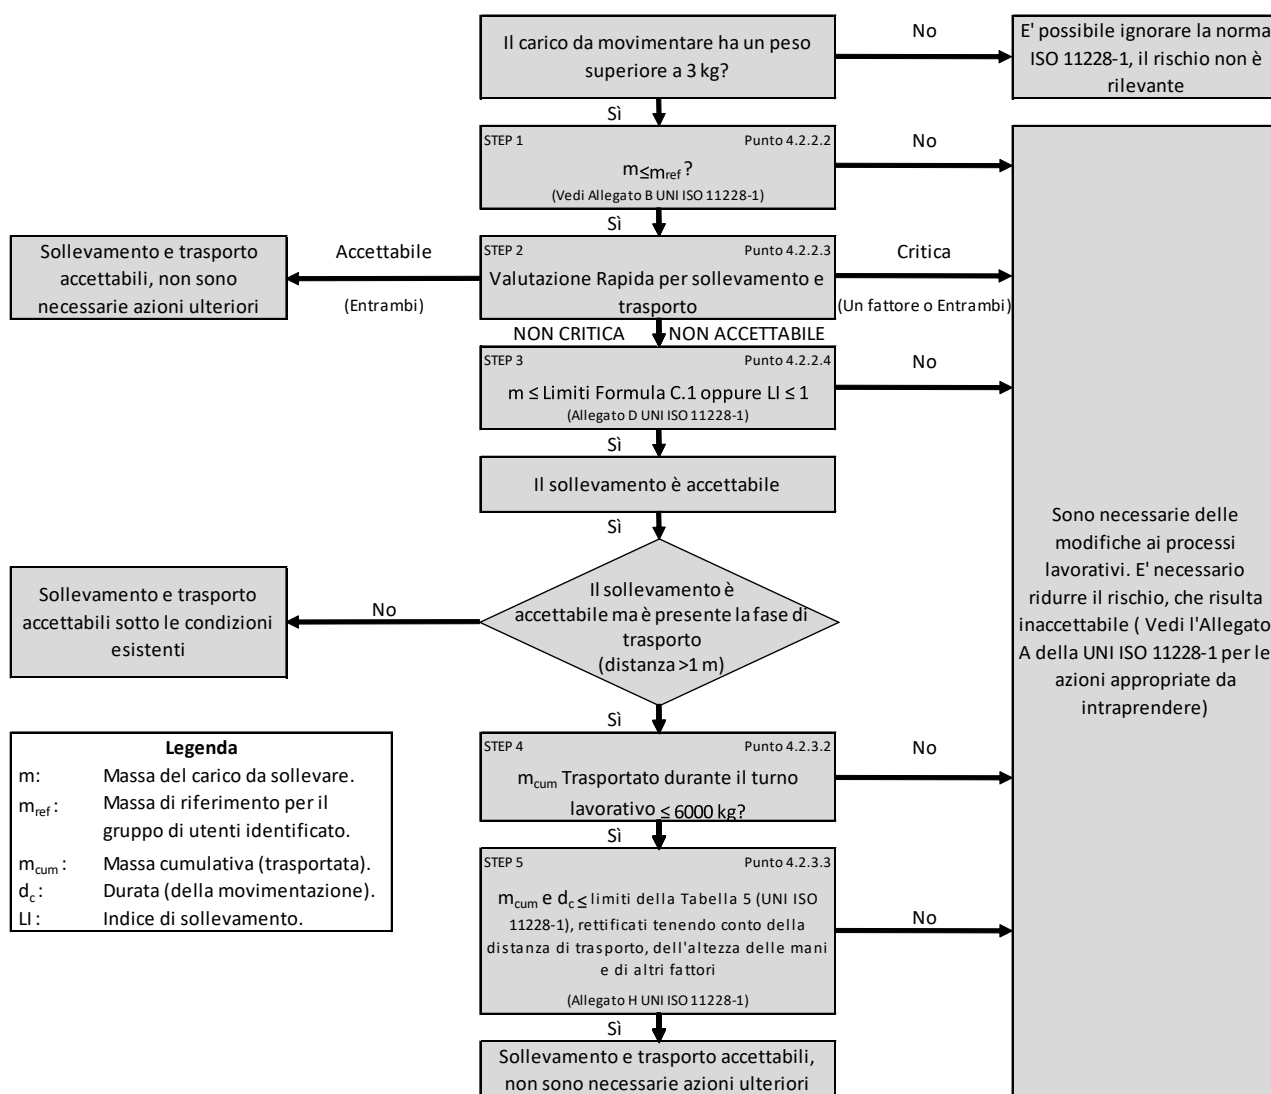 Il carico da movimentare ha un peso
superiore a 3 kg?
No
E' possibile ignorare la norma
ISO 11228-1, il rischio non è
rilevante
Sì
STEP 1 Punto 4.2.2.2
m≤mref ?
(Vedi Allegato B UNI ISO 11228-1)
No
Sì
Sollevamento e trasporto
accettabili, non sono
necessarie azioni ulteriori
Accettabile
(Entrambi)
STEP 2 Punto 4.2.2.3
Valutazione Rapida per sollevamento e
trasporto
Critica
(Un fattore o Entrambi)
NON CRITICA NON ACCETTABILE
STEP 3 Punto 4.2.2.4
m ≤ Limiti Formula C.1 oppure LI ≤ 1
(Allegato D UNI ISO 11228-1)
No
Sì
Il sollevamento è accettabile
Sì
Il sollevamento è
accettabile ma è presente la fase di
trasporto
(distanza >1 m)
No
Sollevamento e trasporto
accettabili sotto le condizioni
esistenti
Sono necessarie delle
modifiche ai processi
lavorativi. E' necessario
ridurre il rischio, che risulta
inaccettabile ( Vedi l'Allegato
A della UNI ISO 11228-1 per le
azioni appropriate da
intraprendere)
Sì
STEP 4 Punto 4.2.3.2
mcum Trasportato durante il turno
lavorativo ≤ 6000 kg?
No
Sì
STEP 5 Punto 4.2.3.3
mcum e dc ≤ limiti della Tabella 5 (UNI ISO
11228-1), rettificati tenendo conto della
distanza di trasporto, dell'altezza delle mani
e di altri fattori
(Allegato H UNI ISO 11228-1)
No
Sì
Sollevamento e trasporto accettabili,
non sono necessarie azioni ulteriori
Legenda
m: Massa del carico da sollevare.
mref : Massa di riferimento per il
gruppo di utenti identificato.
mcum : Massa cumulativa (trasportata).
dc : Durata (della movimentazione).
LI : Indice di sollevamento.